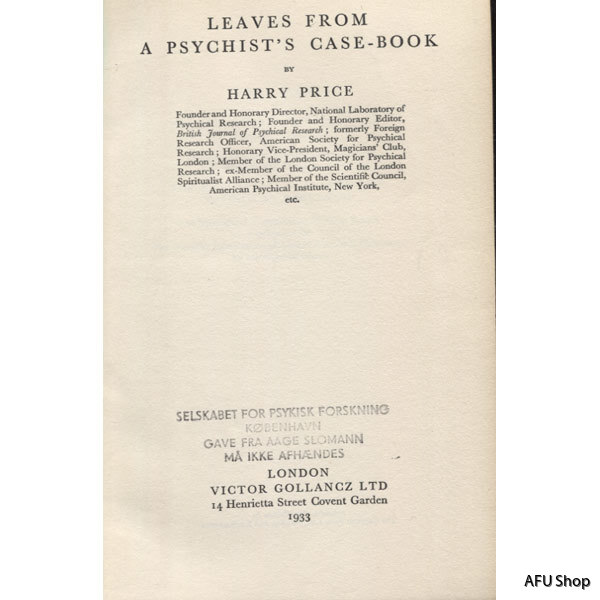 LEAVES FROM
A PSYCHIST'S CASE-BOOK
BY
HARRY PRICE
Founder and Honorary Director, National Laboratory of
Psychical Research; Founder and Honorary Editor,
British Journal of Psychical Research; formerly Foreign
Research Officer, American Society for Psychical
Research; Honorary Vice-President, Magicians' Club,
London; Member of the London Society for Psychical
Research; ex-Member of the Council of the London
Spiritualist Alliance; Member of the Scientific Council,
American Psychical Institute, New York,
etc.
SELSKABET FOR PSYKISK FORSKNING
KØBENHAVN
GAVE FRA AAGE SLOMANN
MÅ IKKE AFHÆNDES
LONDON
VICTOR GOLLANCZ LTD
14 Henrietta Street Covent Garden
1933
AFU Shop